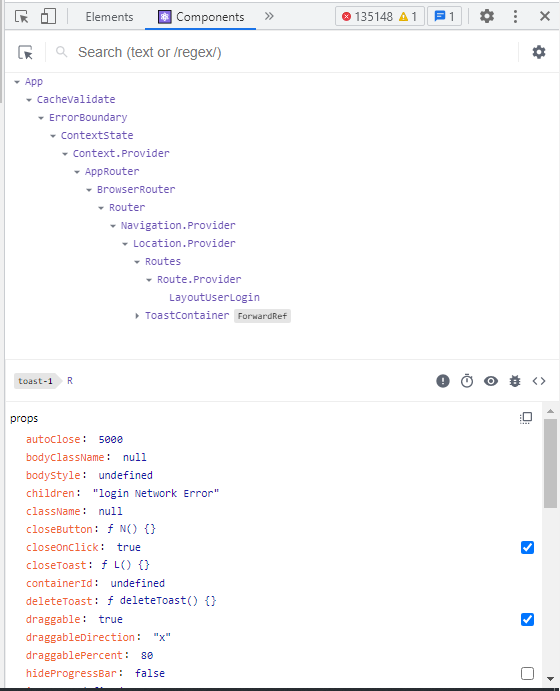 Elements Components 135148 1 1
Search (text or /regex/)
App
CacheValidate
ErrorBoundary
ContextState
Context.Provider
AppRouter
BrowserRouter
Router
Navigation.Provider
Location.Provider
Routes
Route.Provider
LayoutUserLogin
ToastContainer ForwardRef
toast-1 R
props
autoClose: 5000
bodyClassName: null
bodyStyle: undefined
children: "login Network Error"
className: null
closeButton: ƒ N() {}
closeOnClick: true
closeToast: ƒ L() {}
containerId: undefined
deleteToast: ƒ deleteToast() {}
draggable: true
draggableDirection: "x"
draggablePercent: 80
hideProgressBar: false